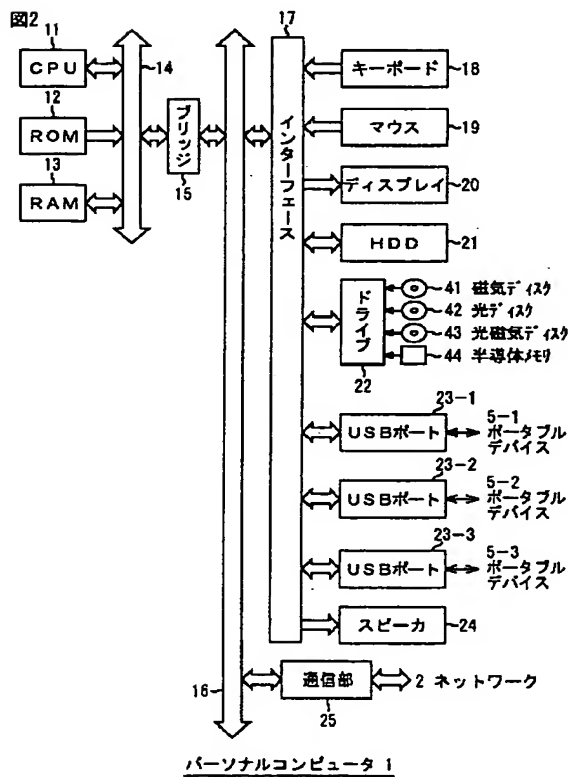 図2
11
CPU
14
12
ROM
13
RAM
ブリッジ
15
16
17
インターフェース
キーボード
18
マウス
19
ディスプレイ
20
HDD
21
ドライブ
22
41 磁気ディスク
42 光ディスク
43 光磁気ディスク
44 半導体メモリ
23-1
USBポート
5-1
ポータブル
デバイス
23-2
USBポート
5-2
ポータブル
デバイス
23-3
USBポート
5-3
ポータブル
デバイス
スピーカ
24
通信部
25
2 ネットワーク
パーソナルコンピュータ 1